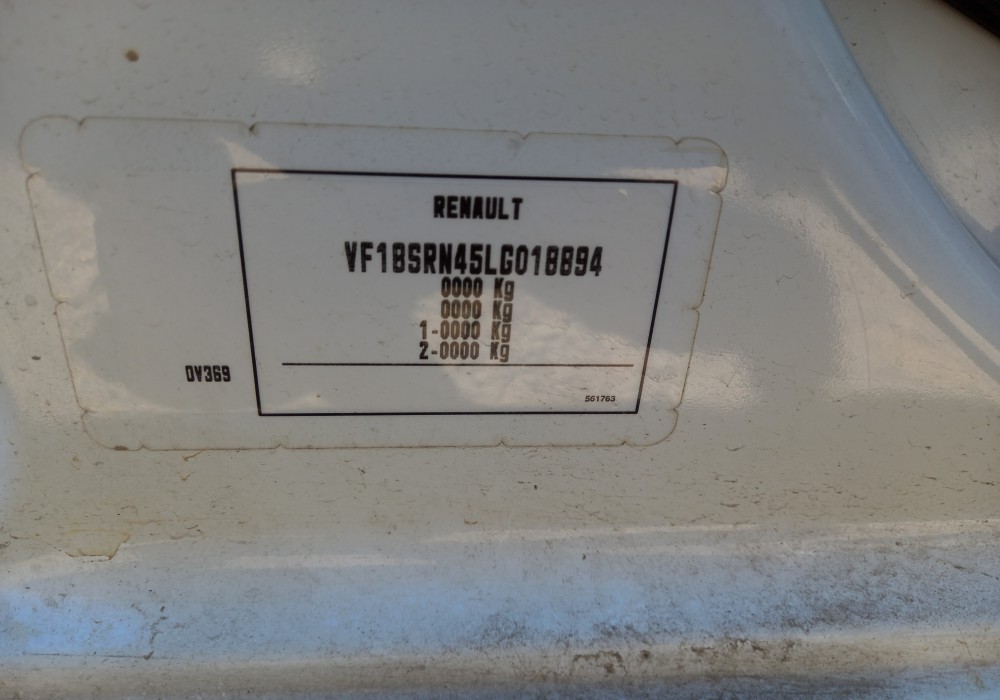 RENAULT
VF18SRN45LG018894
0000 Kg
0000 Kg
1-0000 Kg
2-0000 Kg
DV369
561763